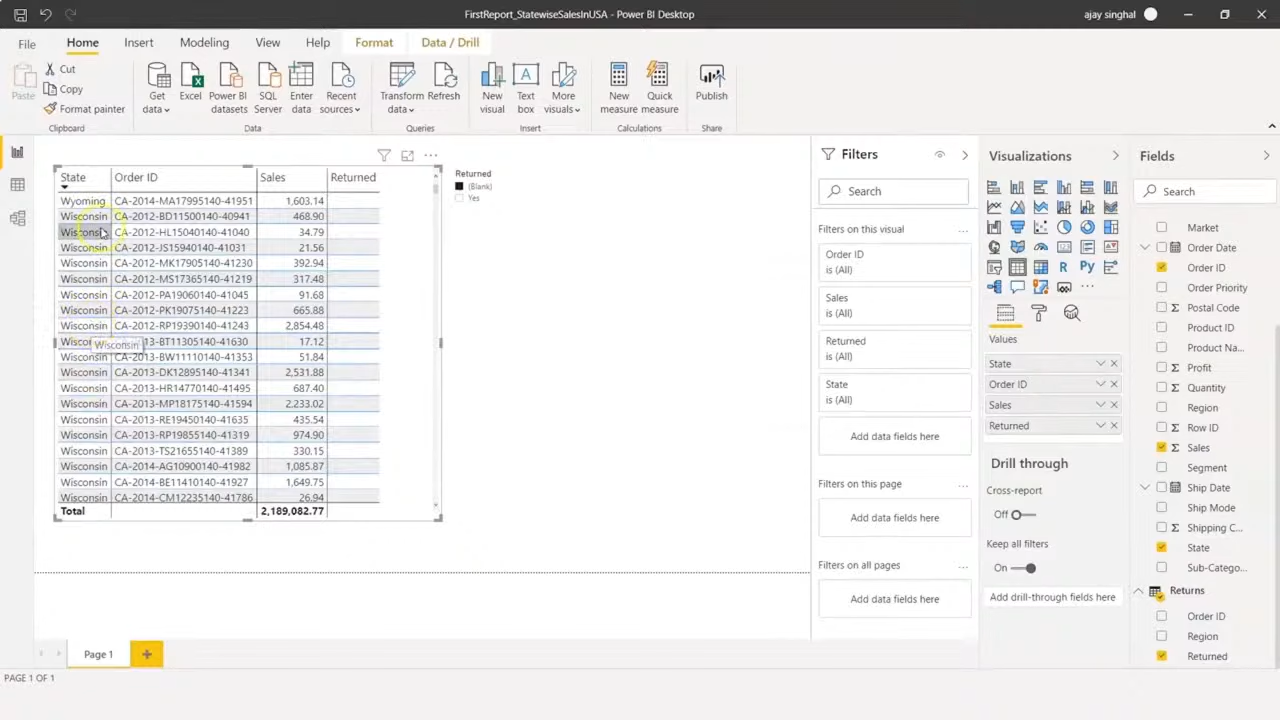 FirstReport_StatewiseSalesInUSA - Power BI Desktop
ajay singhal
File Home Insert Modeling View Help Format Data / Drill
Paste
Cut
Copy
Format painter
Clipboard
Get data
Excel
Power BI datasets
SQL Server
Enter data
Recent sources
Data
Transform data
Refresh
Queries
New visual
Text box
More visuals
Insert
New measure
Quick measure
Calculations
Publish
Share
State Order ID Sales Returned
Wyoming CA-2014-MA17995140-41951 1,603.14
Wisconsin CA-2012-BD11500140-40941 468.90
Wisconsin CA-2012-HL15040140-41040 34.79
Wisconsin CA-2012-JS15940140-41031 21.56
Wisconsin CA-2012-MK17905140-41230 392.94
Wisconsin CA-2012-MS17365140-41219 317.48
Wisconsin CA-2012-PA19060140-41045 91.68
Wisconsin CA-2012-PK19075140-41223 665.88
Wisconsin CA-2012-RP19390140-41243 2,854.48
13-BT11305140-41630 17.12
Wisconsin
Wisconsin CA-2013-BW11110140-41353 51.84
Wisconsin CA-2013-DK12895140-41341 2,531.88
Wisconsin CA-2013-HR14770140-41495 687.40
Wisconsin CA-2013-MP18175140-41594 2,233.02
Wisconsin CA-2013-RE19450140-41635 435.54
Wisconsin CA-2013-RP19855140-41319 974.90
Wisconsin CA-2013-TS21655140-41389 330.15
Wisconsin CA-2014-AG10900140-41982 1,085.87
Wisconsin CA-2014-BE11410140-41927 1,649.75
Wisconsin CA-2014-CM12235140-41786 26.94
Total 2,189,082.77
Returned
(Blank)
Yes
Filters
Search
Filters on this visual
Order ID
is (All)
Sales
is (All)
Returned
is (All)
State
is (All)
Add data fields here
Filters on this page
Add data fields here
Filters on all pages
Add data fields here
Visualizations
R Py
Values
State
Order ID
Sales
Returned
Drill through
Cross-report
Off
Keep all filters
On
Add drill-through fields here
Fields
Search
Market
Order Date
Order ID
Order Priority
Postal Code
Product ID
Product Na...
Profit
Quantity
Region
Row ID
Sales
Segment
Ship Date
Ship Mode
Shipping C...
State
Sub-Catego...
Returns
Order ID
Region
Returned
Page 1
PAGE 1 OF 1